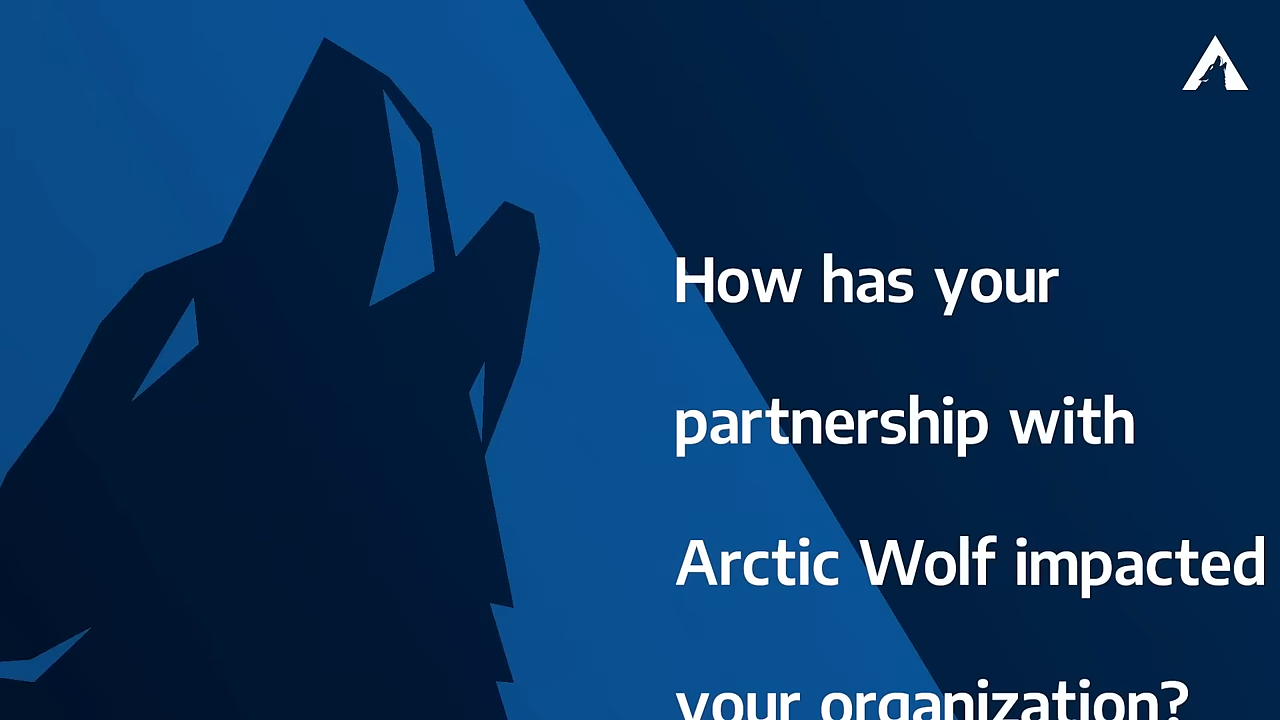 How has your
partnership with
Arctic Wolf impacted
your organization?